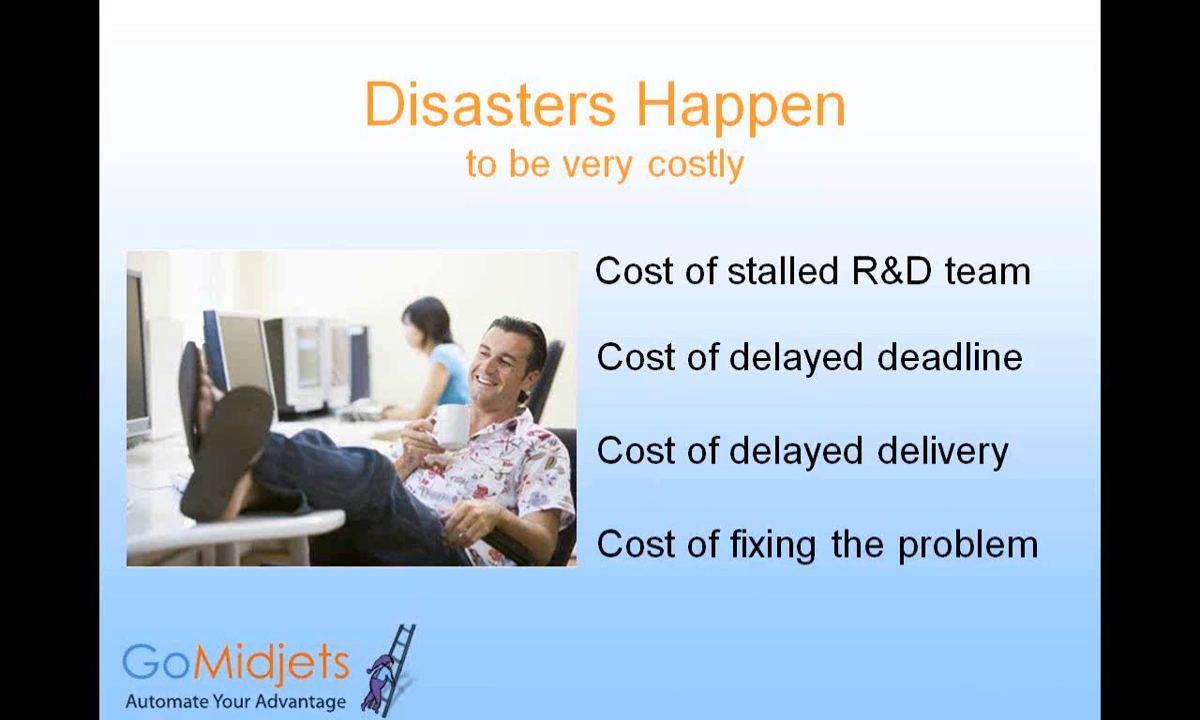 Disasters Happen
to be very costly
Cost of stalled R&D team
Cost of delayed deadline
Cost of delayed delivery
Cost of fixing the problem
GoMidjets
Automate Your Advantage